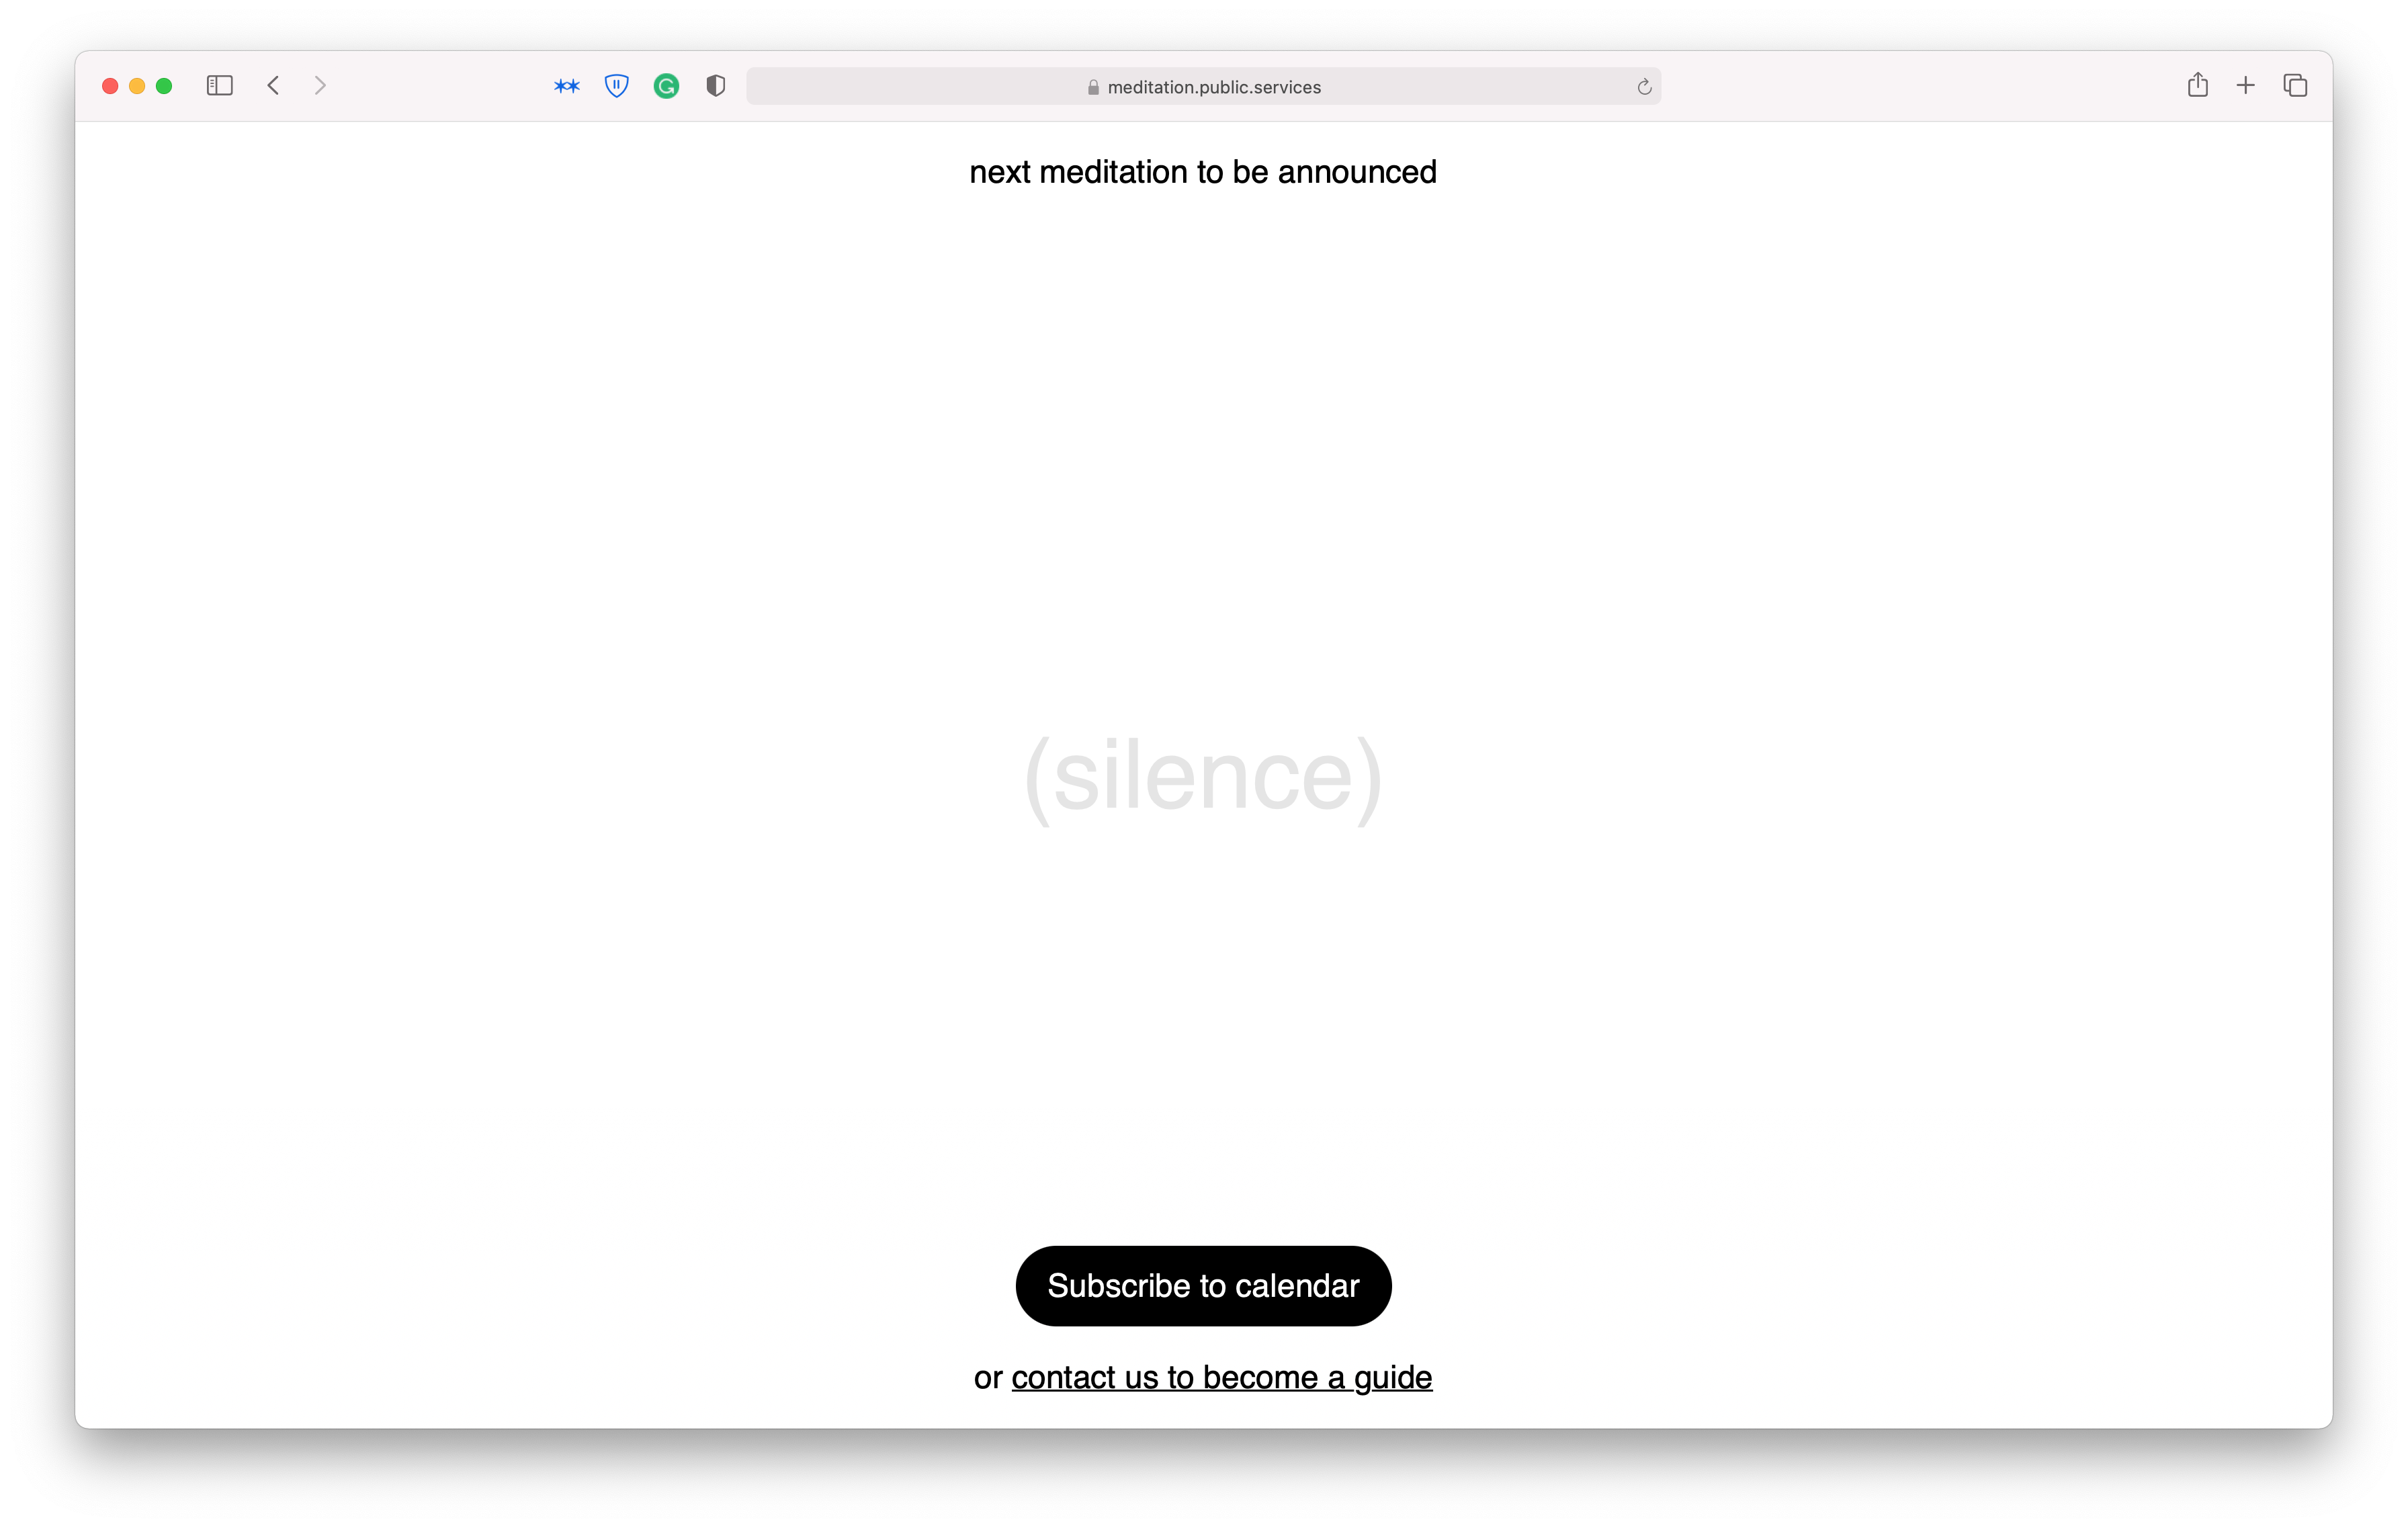 meditation.public.services
next meditation to be announced
(silence)
Subscribe to calendar
or contact us to become a guide